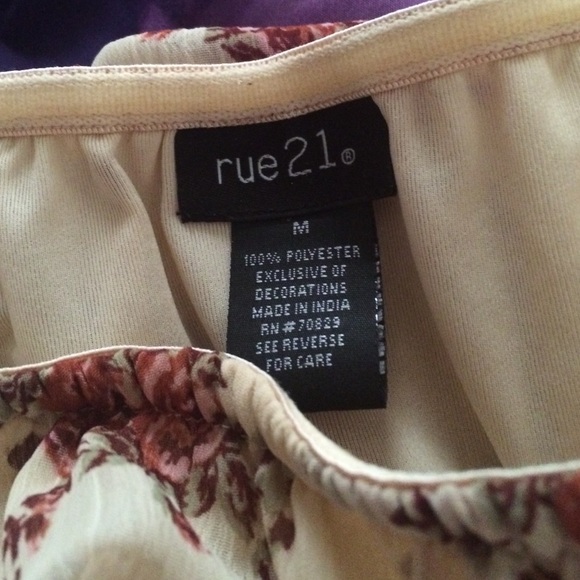 rue21®
M
100% POLYESTER
EXCLUSIVE OF
DECORATIONS
MADE IN INDIA
RN#70829
SEE REVERSE
FOR CARE